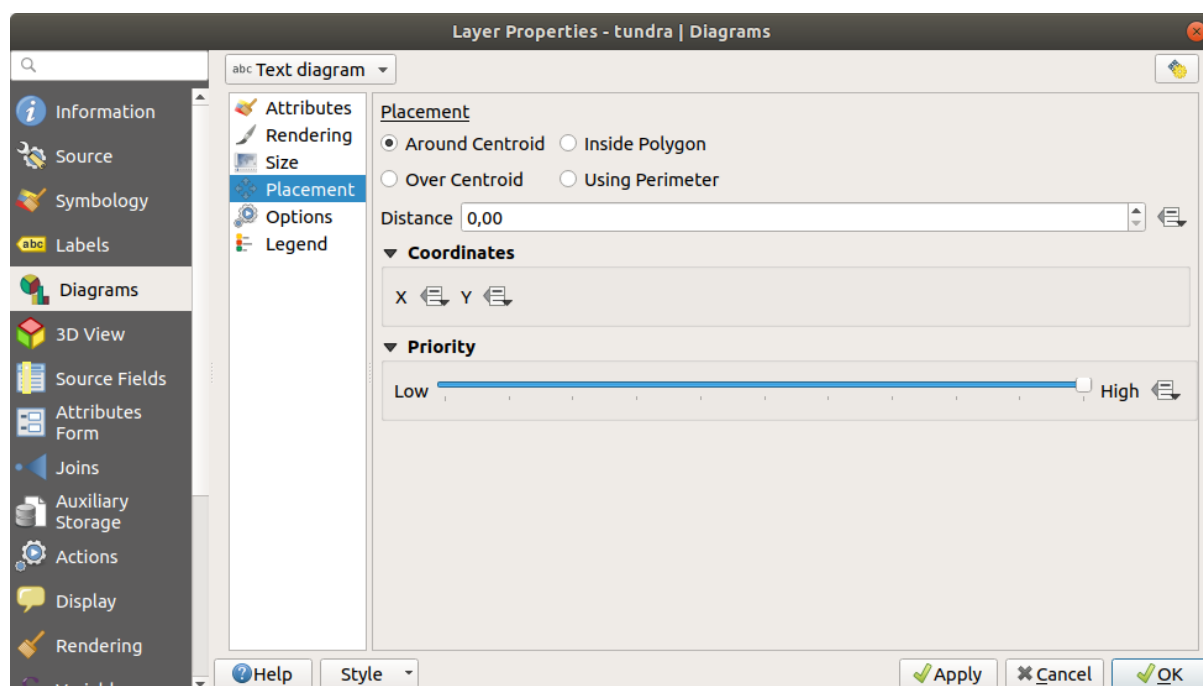 Layer Properties - tundra | Diagrams
Information
Source
Symbology
abc Labels
Diagrams
3D View
Source Fields
Attributes
Form
Joins
Auxiliary
Storage
Actions
Display
Rendering
abc Text diagram
Attributes
Rendering
Size
Placement
Options
Legend
Placement
Around Centroid Inside Polygon
Over Centroid Using Perimeter
Distance 0,00
Coordinates
X Y
Priority
Low High
Help Style Apply Cancel OK